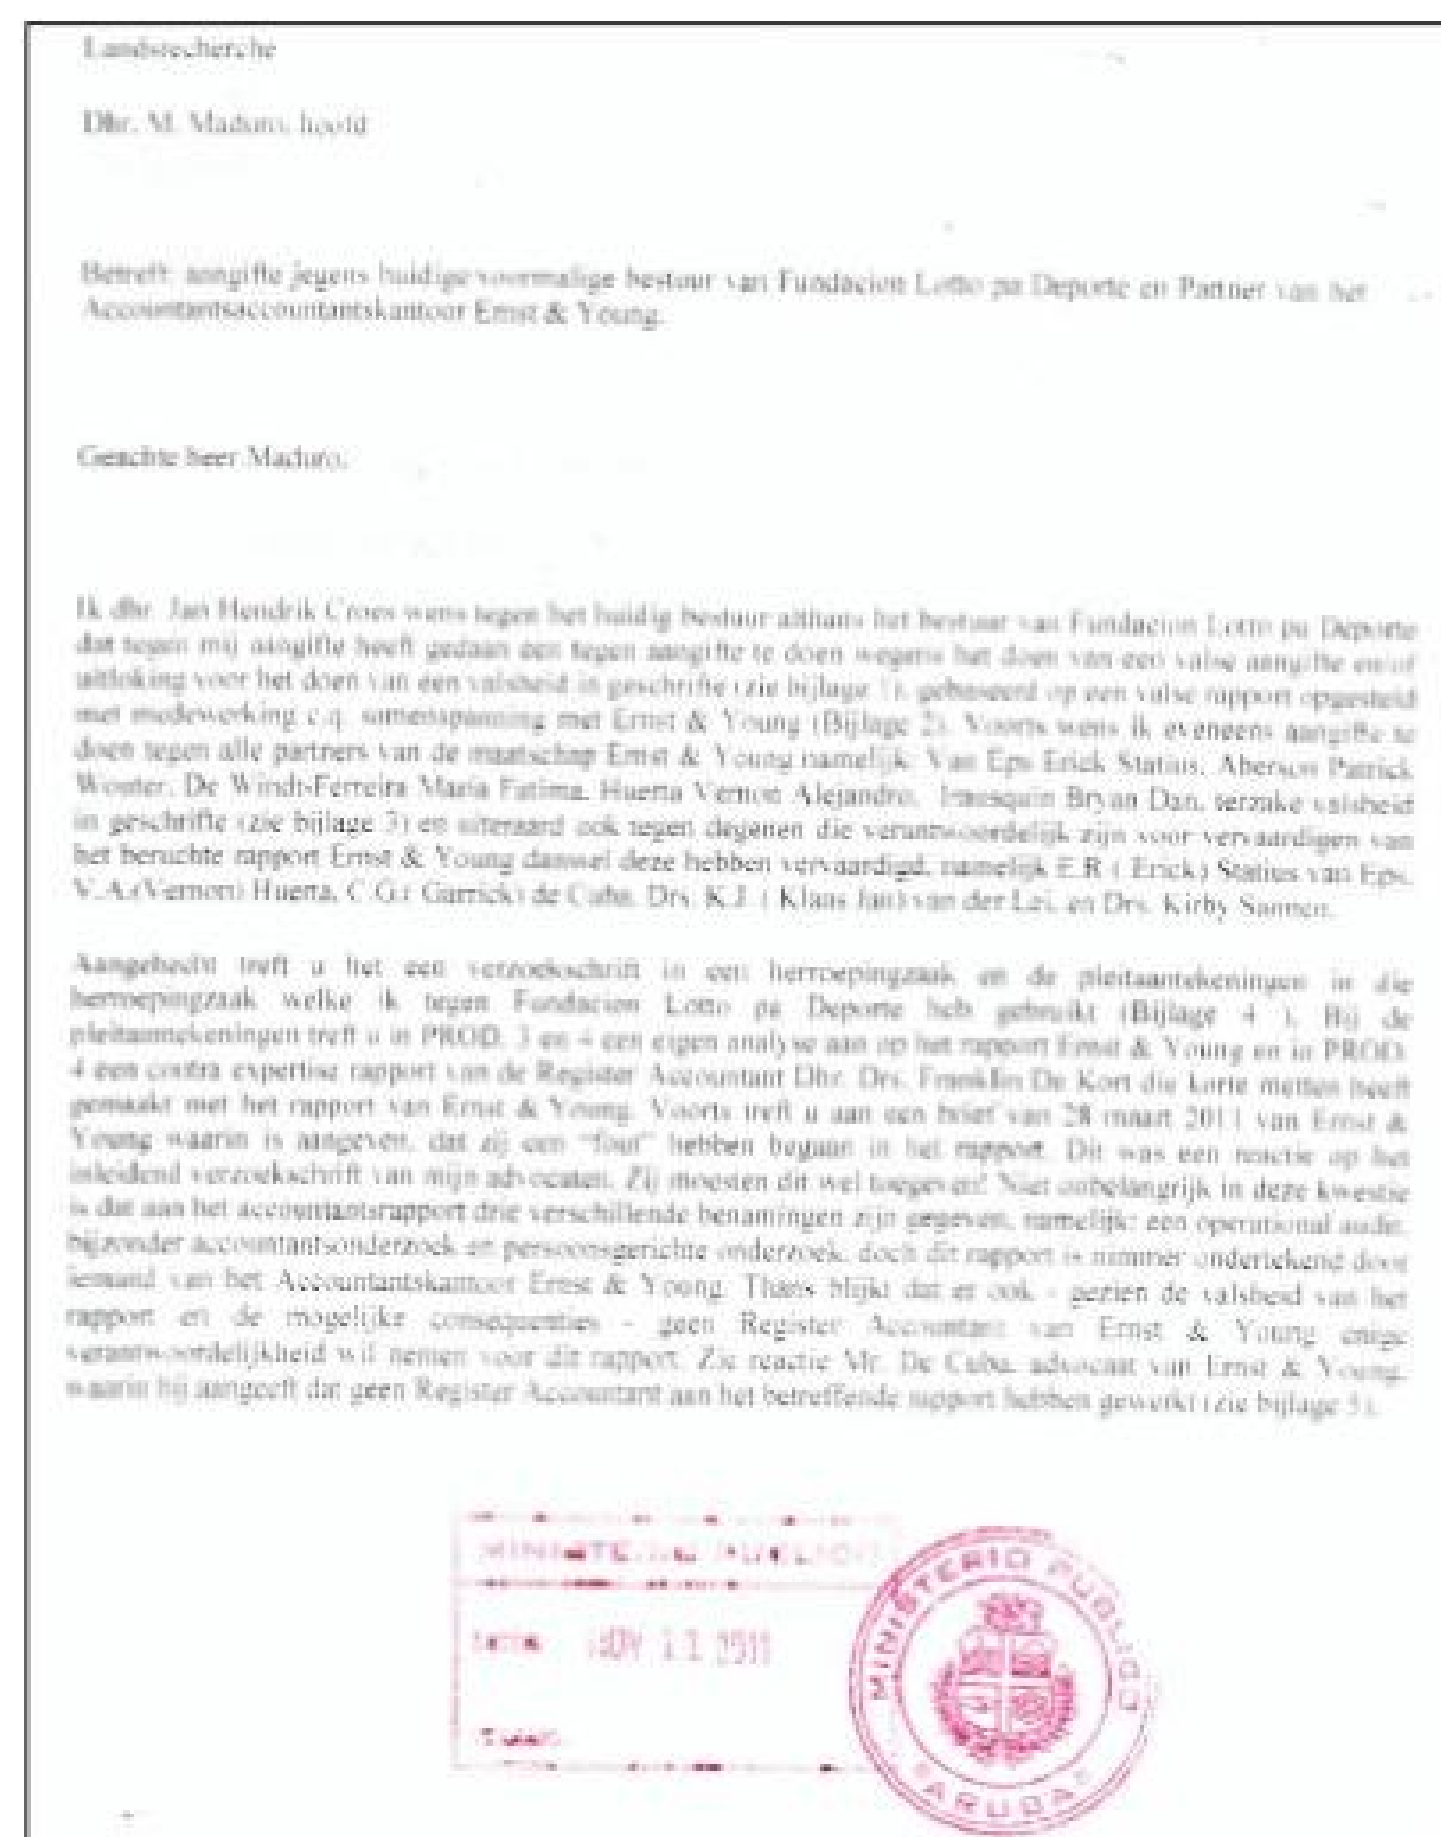 Landsrecherche
Dhr. M. Maduro, hoofd
Betreft: aangifte jegens huidige voormalige bestuur van Fundacion Lotto pa Deporte en Partner van het
Accountantsaccountantskantoor Ernst & Young.
Geachte heer Maduro,
Ik dhr. Jan Hendrik Croes wens tegen het huidig bestuur althans het bestuur van Fundacion Lotto pa Deporte
dat tegen mij aangifte heeft gedaan een tegen aangifte te doen wegens het doen van een valse aangifte en/of
uitloking voor het doen van een valsheid in geschrifte (zie bijlage 1), gebaseerd op een valse rapport opgesteld
met medewerking c.q. samenspanning met Ernst & Young (Bijlage 2). Voorts wens ik eveneens aangifte te
doen tegen alle partners van de maatschap Ernst & Young namelijk: Van Eps Erick Statius, Aberson Patrick
Wouter, De Windt-Ferreira Maria Fatima, Huerta Vernon Alejandro, Irausquin Bryan Dan, terzake valsheid
in geschrifte (zie bijlage 3) en uiteraard ook tegen degenen die verantwoordelijk zijn voor vervaardigen van
het beruchte rapport Ernst & Young danwel deze hebben vervaardigd, namelijk E.R ( Erick) Statius van Eps,
V.A.(Vernon) Huerta, C.G.( Garrick) de Cuba, Drs. K.J. ( Klaas Jan) van der Lei, en Drs. Kirby
Aangehecht treft u het een verzoekschrift in een herroepingzaak en de pleitaantekeningen in die
herroepingzaak welke ik tegen Fundacion Lotto pa Deporte heb gebruikt (Bijlage 4 ). Bij de
pleitaantekeningen treft u in PROD. 3 en 4 een eigen analyse aan op het rapport Ernst & Young en in PROD.
4 een contra expertise rapport van de Register Accountant Dhr. Drs. Franklin De Kort die korte metten heeft
gemaakt met het rapport van Ernst & Young. Voorts treft u aan een brief van 28 maart 2011 van Ernst &
Young waarin is aangeven, dat zij een "fout" hebben begaan in het rapport. Dit was een reactie op het
inleidend verzoekschrift van mijn advocaten. Zij moesten dit wel toegeven! Niet onbelangrijk in deze kwestie
is dat aan het accountantsrapport drie verschillende benamingen zijn gegeven, namelijk: een operational audit,
bijzonder accountantsonderzoek en persoonsgerichte onderzoek, doch dit rapport is nimmer ondertekend door
iemand van het Accountantskantoor Ernst & Young. Thans blijkt dat er ook - gezien de valsheid van het
rapport en de mogelijke consequenties - geen Register Accountant van Ernst & Young enige
verantwoordelijkheid wil nemen voor dit rapport. Zie reactie Mr. De Cuba, advocaat van Ernst & Young,
waarin hij aangeeft dat geen Register Accountant aan het betreffende rapport hebben gewerkt (zie bijlage 5).
MINISTERIO PUBLICO
NOV 11 2011
MINISTERIO PUBLICO
ARUBA